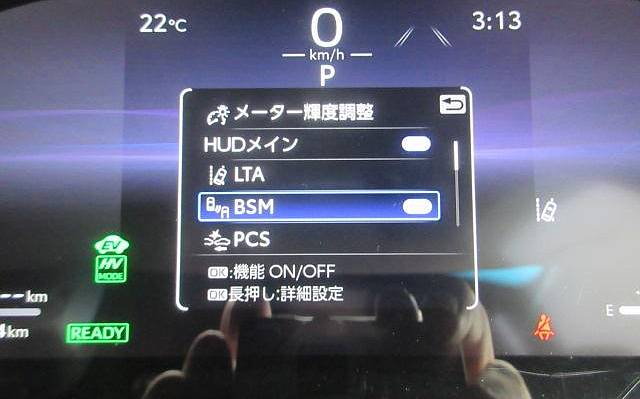 22℃
0
km/h
3:13
P
メーター輝度調整
HUDメイン
LTA
BSM
PCS
OK:機能 ON/OFF
OK長押し:詳細設定
EV
HV
MODE
READY
---km
km
E